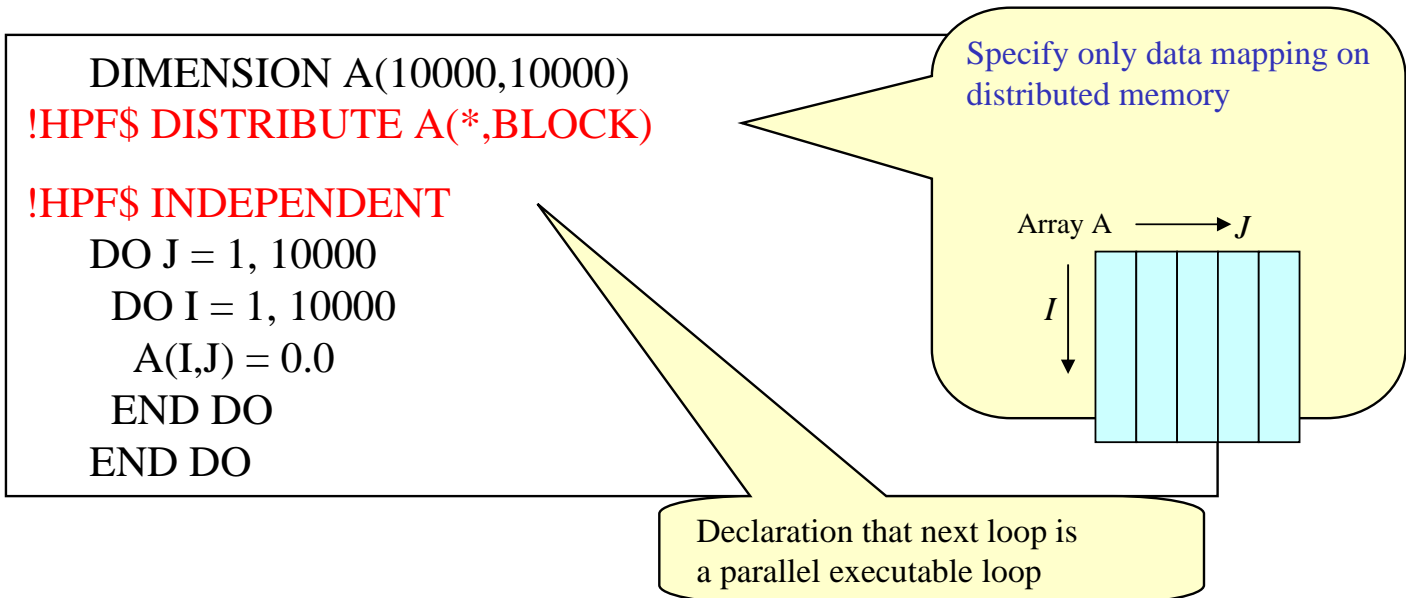 DIMENSION A(10000,10000)
!HPF$ DISTRIBUTE A(*,BLOCK)
!HPF$ INDEPENDENT
DO J = 1, 10000
DO I = 1, 10000
A(I,J) = 0.0
END DO
END DO
Specify only data mapping on
distributed memory
Array A
J
I
Declaration that next loop is
a parallel executable loop